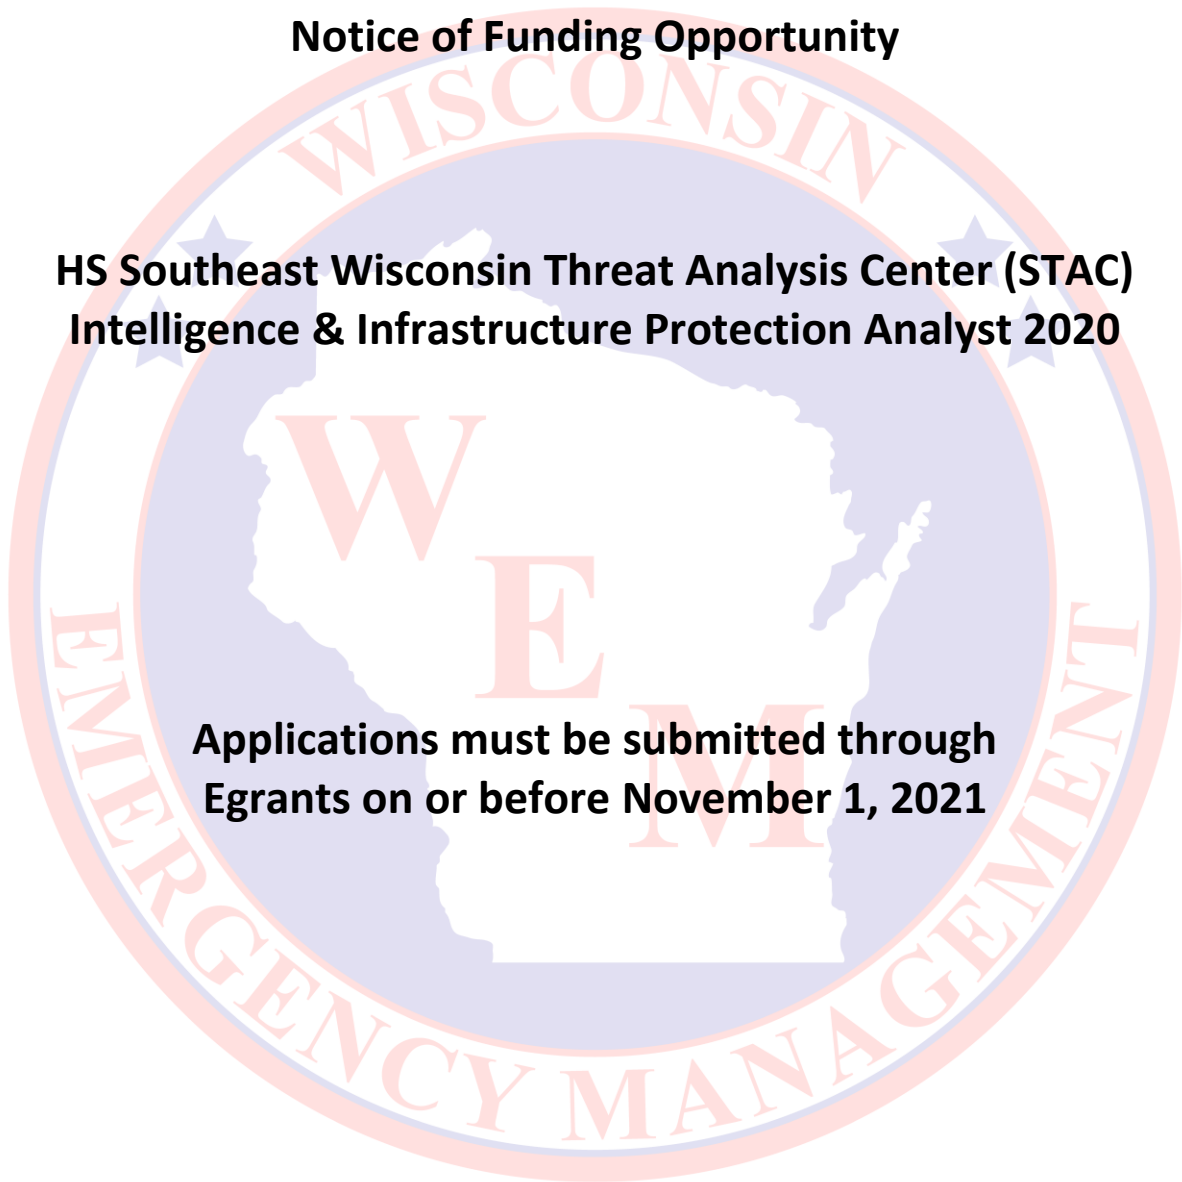 Notice of Funding Opportunity
WISCONSIN
HS Southeast Wisconsin Threat Analysis Center (STAC)
Intelligence & Infrastructure Protection Analyst 2020
W
E
M
Applications must be submitted through
Egrants on or before November 1, 2021
EMERGENCY MANAGEMENT